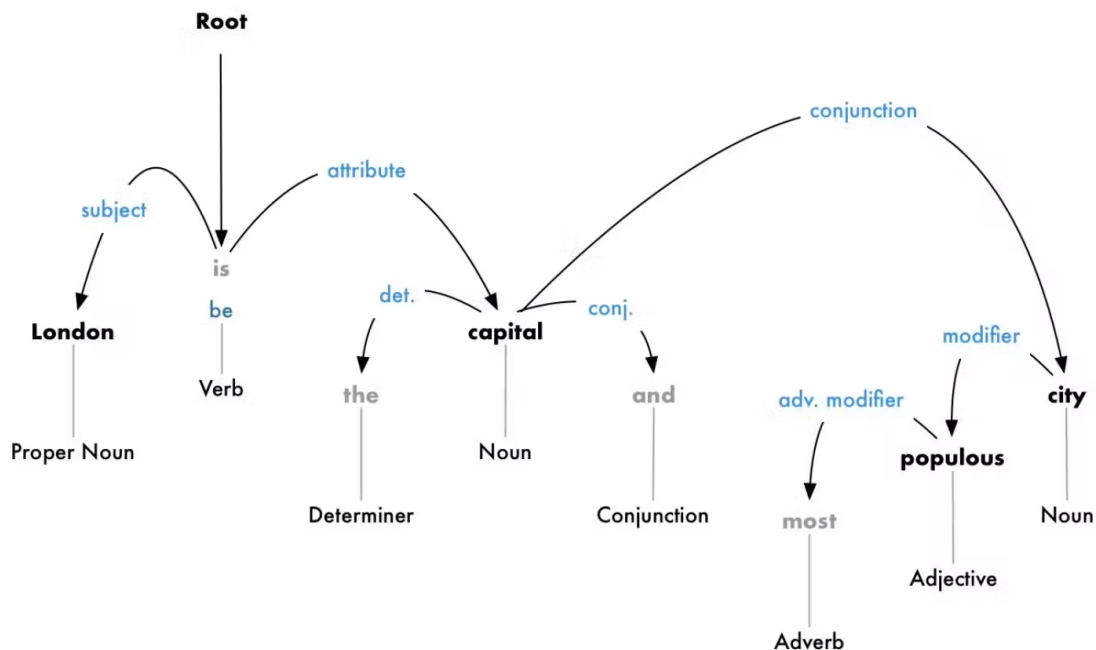 Root
conjunction
attribute
subject
is
det.
be
conj.
London
capital
modifier
Verb
the
and
adv. modifier
city
Proper Noun
Noun
populous
Determiner
Conjunction
most
Noun
Adjective
Adverb